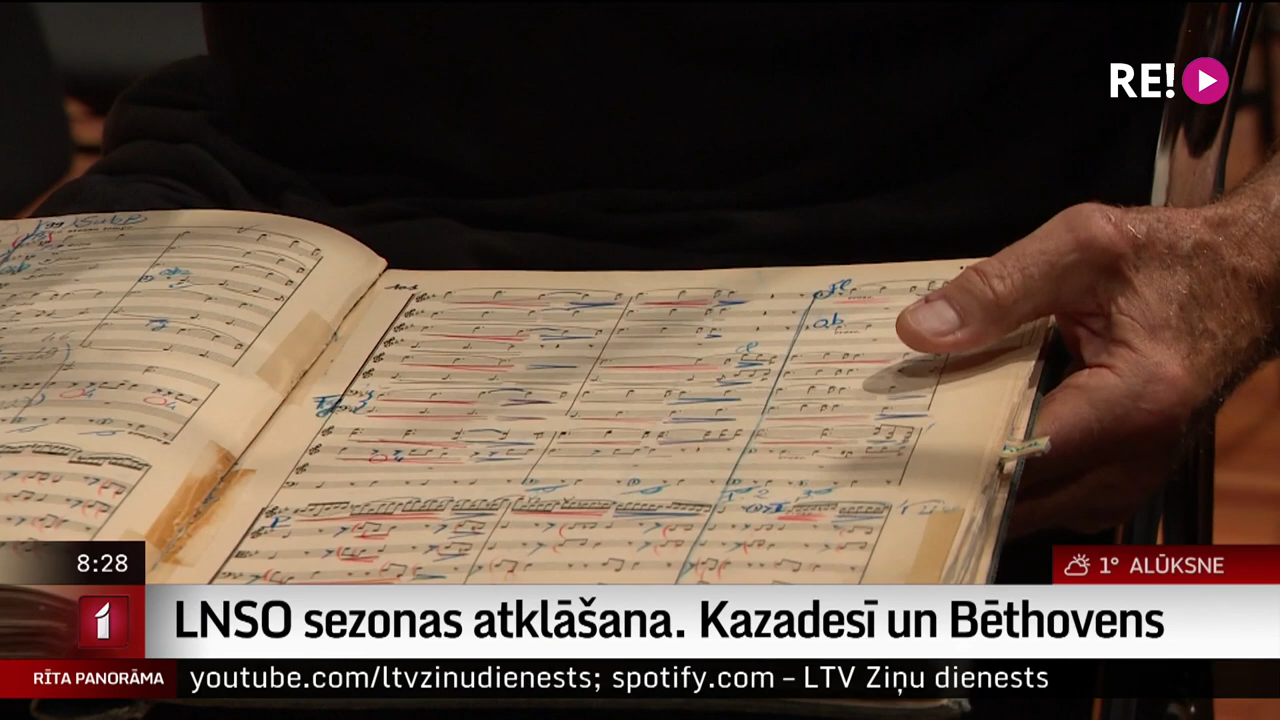 RE!
8:28
1° ALŪKSNE
1
LNSO sezonas atklāšana. Kazadesī un Bēthovens
RĪTA PANORĀMA
youtube.com/ltvzinudienests; spotify.com – LTV Ziņu dienests